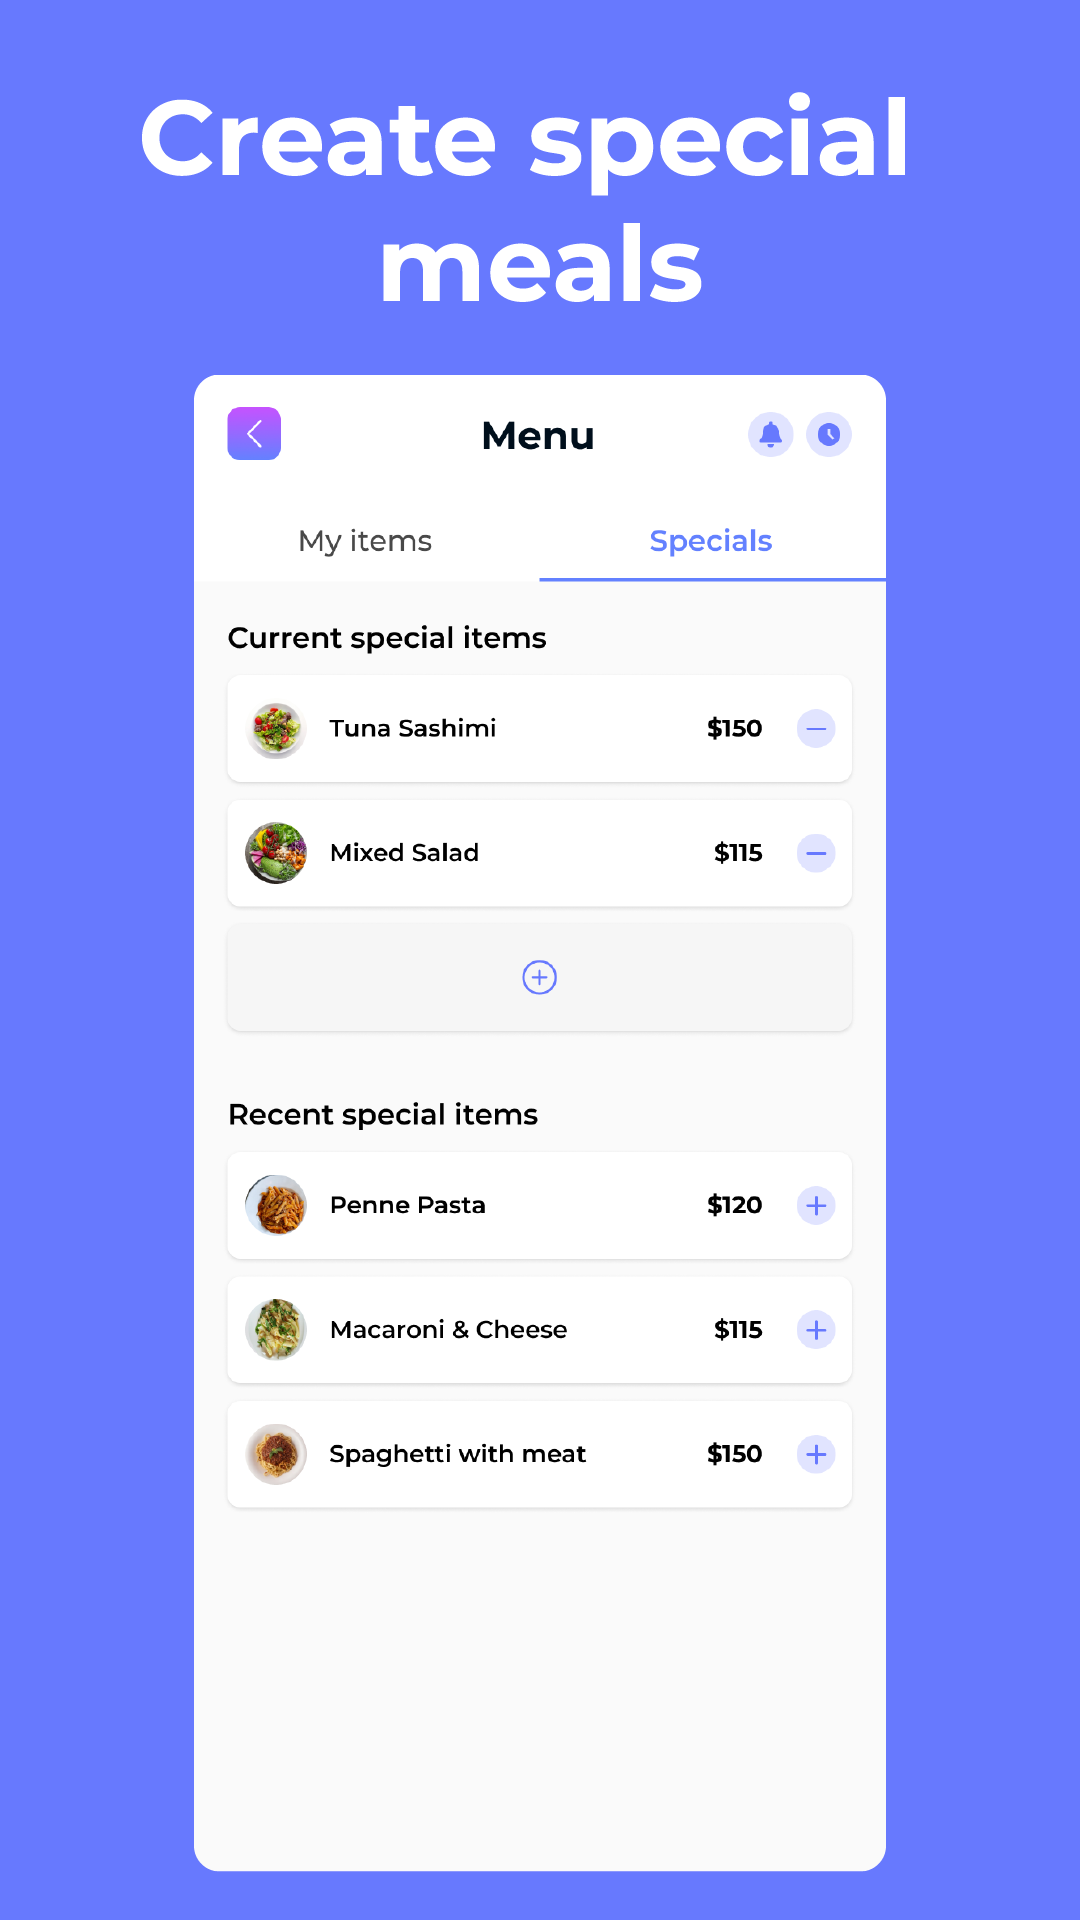 Create special
meals
Menu
My items Specials
Current special items
Tuna Sashimi $150
Mixed Salad $115
Recent special items
Penne Pasta $120
Macaroni & Cheese $115
Spaghetti with meat $150